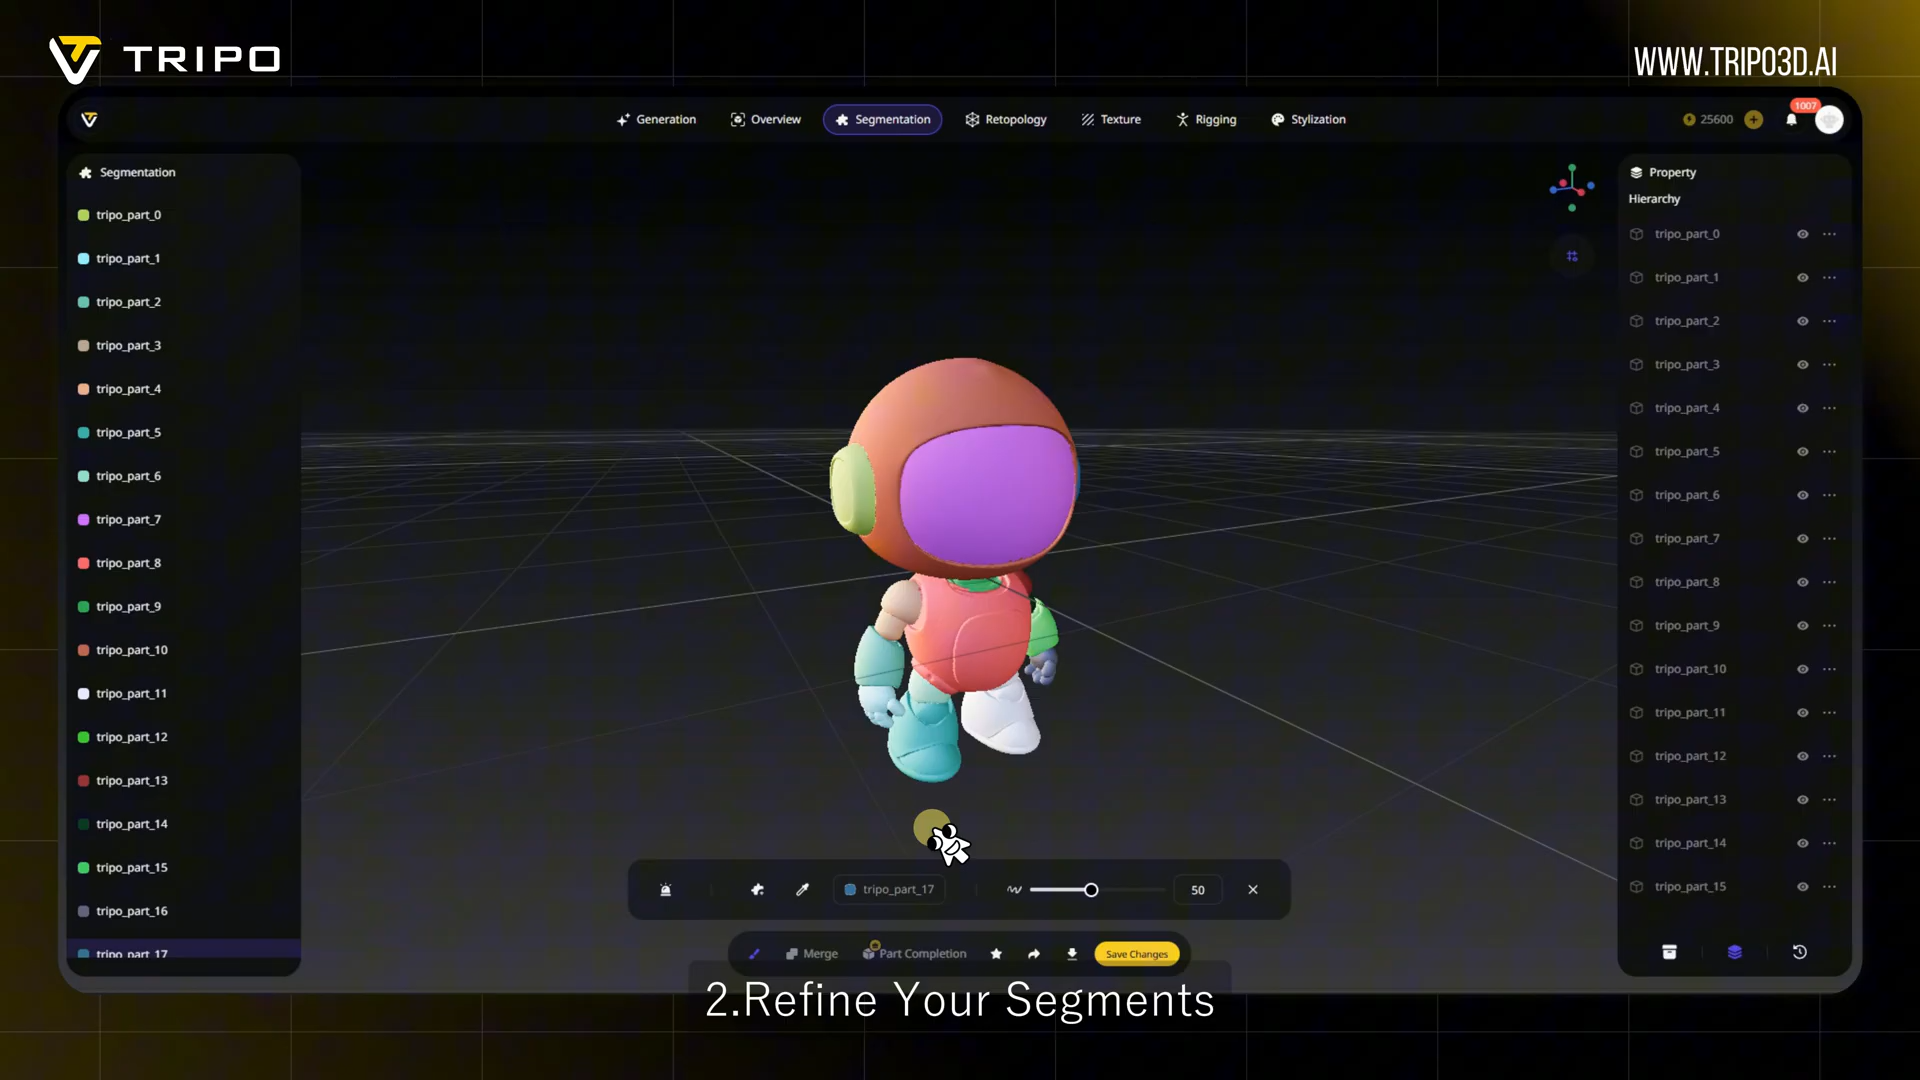 TRIPO
WWW.TRIPO3D.AI
Generation
Overview
Segmentation
Retopology
Texture
Rigging
Stylization
25600
1007
Segmentation
tripo_part_0
tripo_part_1
tripo_part_2
tripo_part_3
tripo_part_4
tripo_part_5
tripo_part_6
tripo_part_7
tripo_part_8
tripo_part_9
tripo_part_10
tripo_part_11
tripo_part_12
tripo_part_13
tripo_part_14
tripo_part_15
tripo_part_16
tripo_part_17
Property
Hierarchy
tripo_part_0
tripo_part_1
tripo_part_2
tripo_part_3
tripo_part_4
tripo_part_5
tripo_part_6
tripo_part_7
tripo_part_8
tripo_part_9
tripo_part_10
tripo_part_11
tripo_part_12
tripo_part_13
tripo_part_14
tripo_part_15
tripo_part_17
50
Merge
Part Completion
Save Changes
2.Refine Your Segments